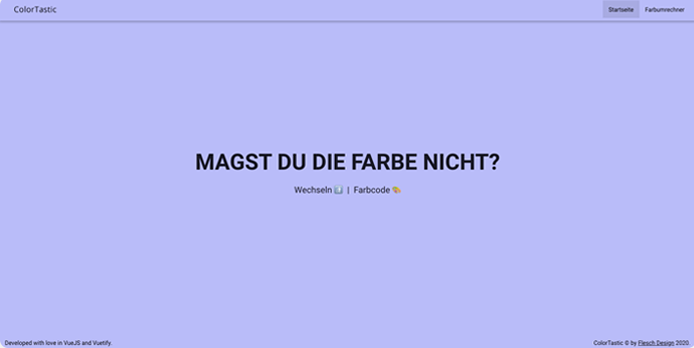 ColorTastic
Startseite
Farbumrechner
MAGST DU DIE FARBE NICHT?
Wechseln ⬆️ | Farbcode 🎨
Developed with love in VueJS and Vuetify.
ColorTastic © by Flesch Design 2020.